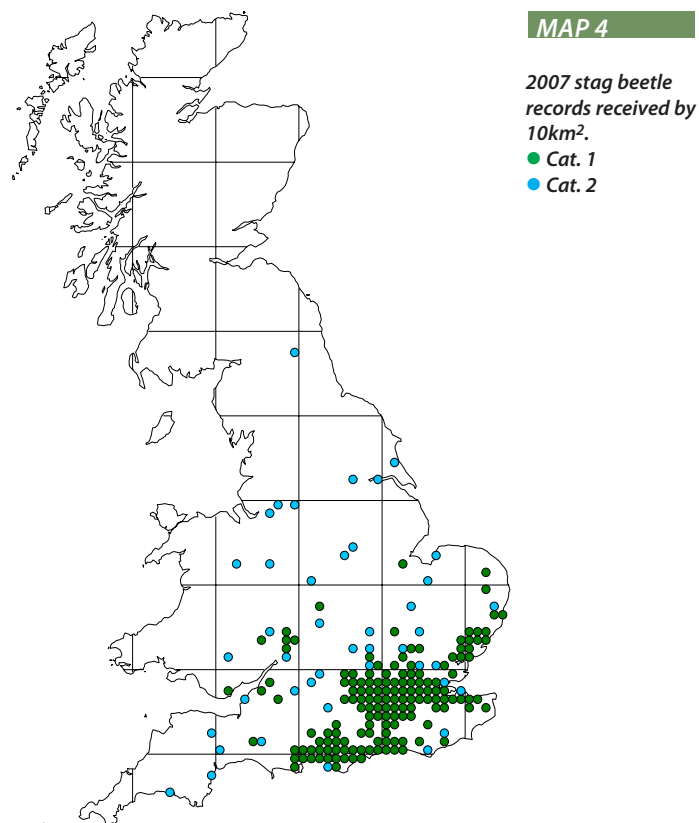 MAP 4
2007 stag beetle
records received by
10km².
Cat. 1
Cat. 2